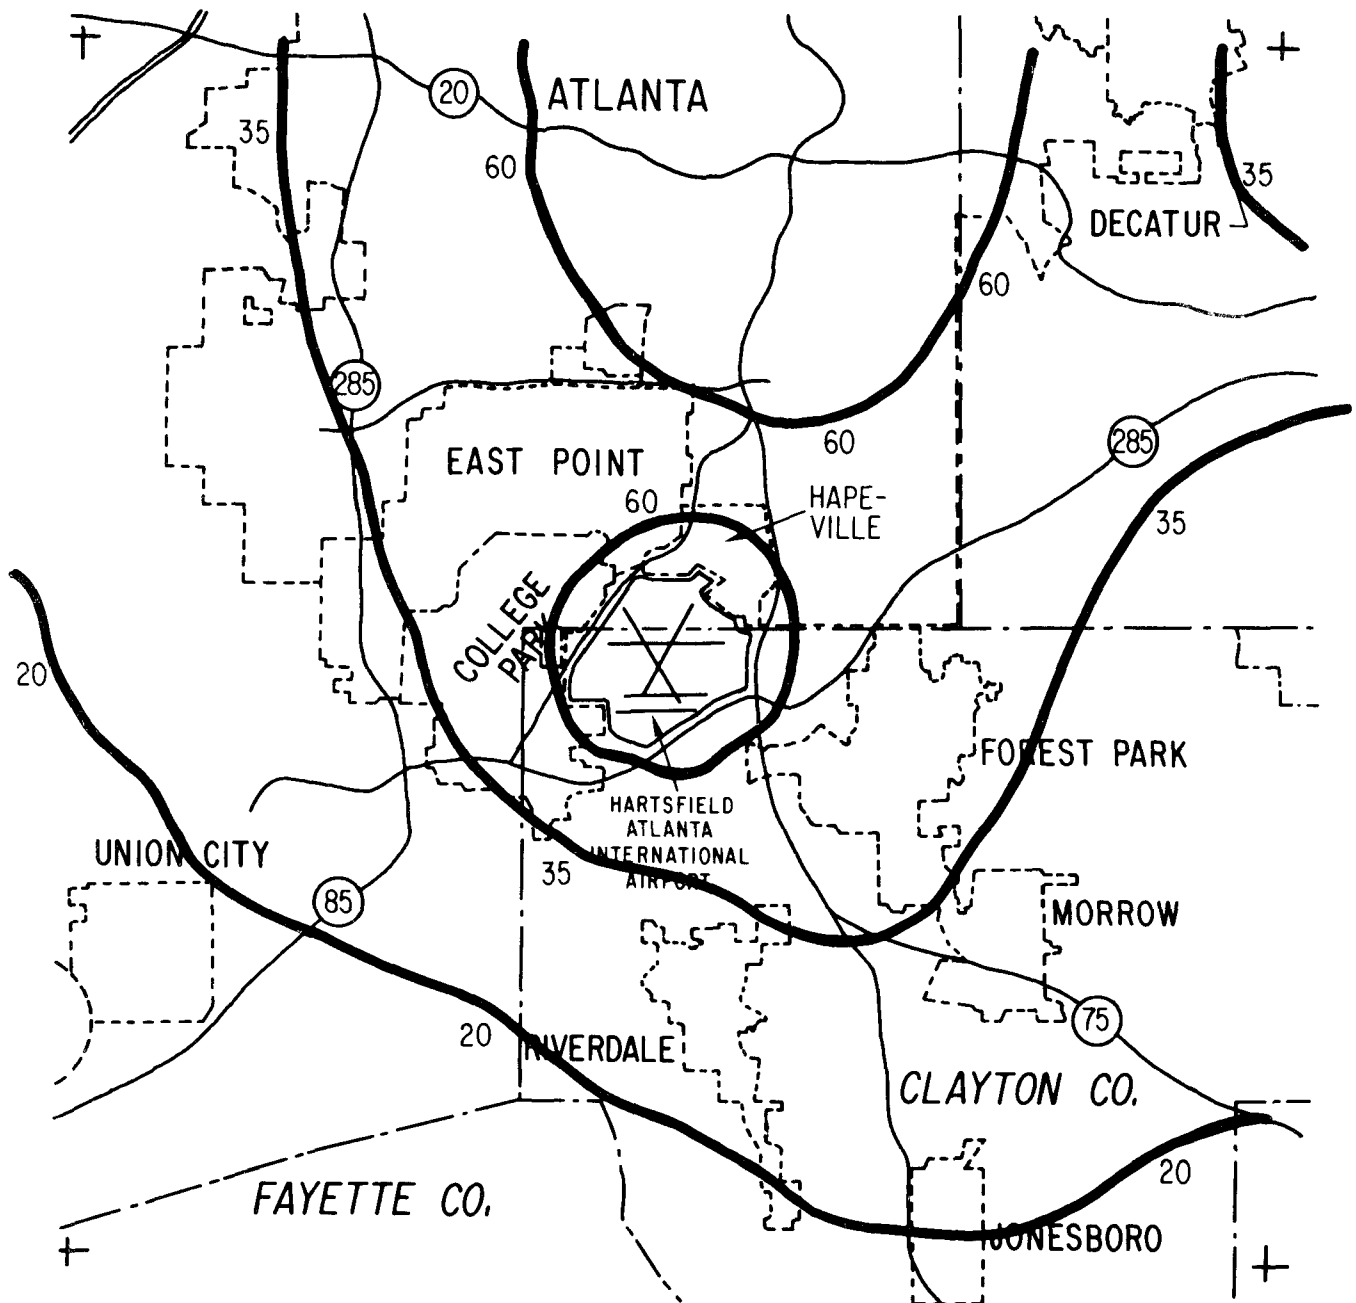 20
ATLANTA
35
60
35
DECATUR
60
285
60
285
EAST POINT
60
HAPE-
VILLE
35
COLLEGE
PARK
20
FOREST PARK
HARTSFIELD
ATLANTA
INTERNATIONAL
AIRPORT
UNION CITY
35
85
MORROW
75
20
RIVERDALE
CLAYTON CO.
20
FAYETTE CO.
JONESBORO